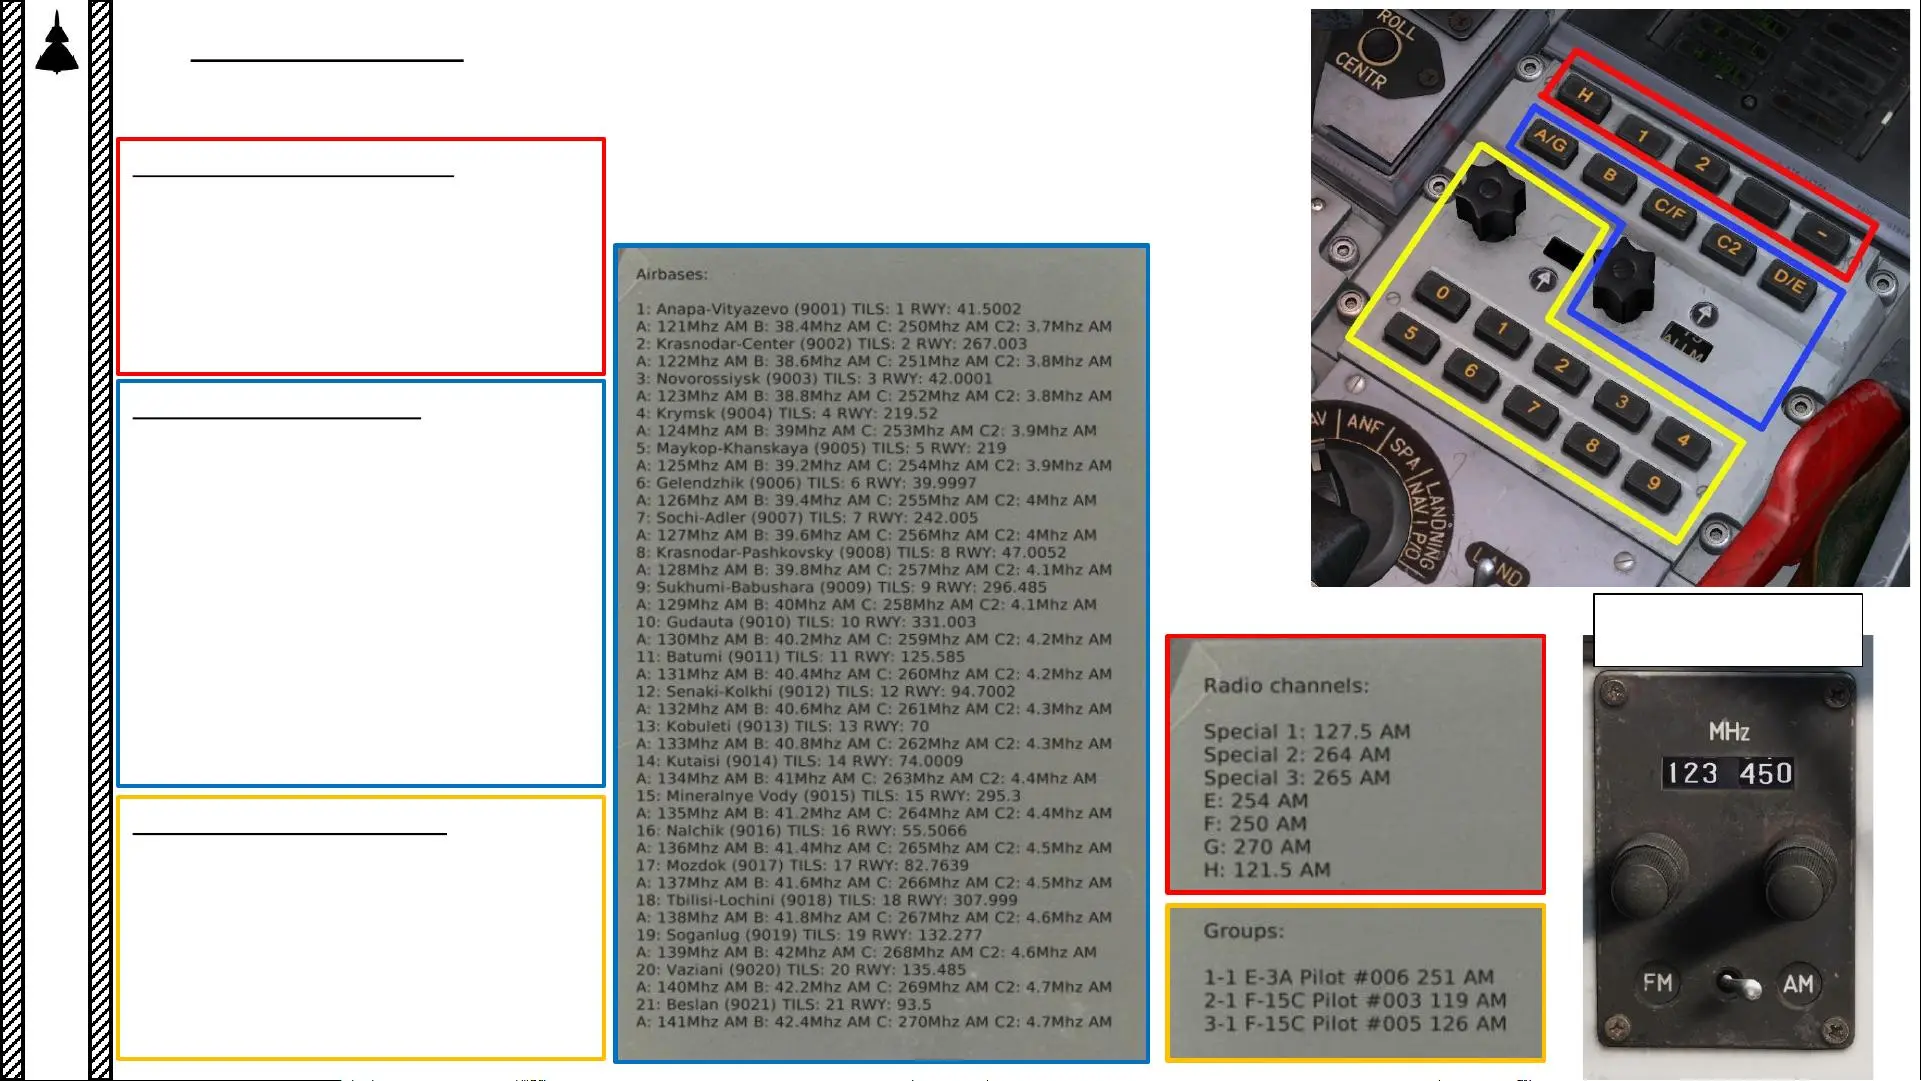 ROLL
CENTR
H
1
2
-
A/G
B
C/F
C2
D/E
ALLM
0
1
2
3
4
5
6
7
8
9
AV
ANF
SPA
LANDNING
NAV
P/O
LAND
Airbases:
1: Anapa-Vityazevo (9001) TILS: 1 RWY: 41.5002
A: 121Mhz AM B: 38.4Mhz AM C: 250Mhz AM C2: 3.7Mhz AM
2: Krasnodar-Center (9002) TILS: 2 RWY: 267.003
A: 122Mhz AM B: 38.6Mhz AM C: 251Mhz AM C2: 3.8Mhz AM
3: Novorossiysk (9003) TILS: 3 RWY: 42.0001
A: 123Mhz AM B: 38.8Mhz AM C: 252Mhz AM C2: 3.8Mhz AM
4: Krymsk (9004) TILS: 4 RWY: 219.52
A: 124Mhz AM B: 39Mhz AM C: 253Mhz AM C2: 3.9Mhz AM
5: Maykop-Khanskaya (9005) TILS: 5 RWY: 219
A: 125Mhz AM B: 39.2Mhz AM C: 254Mhz AM C2: 3.9Mhz AM
6: Gelendzhik (9006) TILS: 6 RWY: 39.9997
A: 126Mhz AM B: 39.4Mhz AM C: 255Mhz AM C2: 4Mhz AM
7: Sochi-Adler (9007) TILS: 7 RWY: 242.005
A: 127Mhz AM B: 39.6Mhz AM C: 256Mhz AM C2: 4Mhz AM
8: Krasnodar-Pashkovsky (9008) TILS: 8 RWY: 47.0052
A: 128Mhz AM B: 39.8Mhz AM C: 257Mhz AM C2: 4.1Mhz AM
9: Sukhumi-Babushara (9009) TILS: 9 RWY: 296.485
A: 129Mhz AM B: 40Mhz AM C: 258Mhz AM C2: 4.1Mhz AM
10: Gudauta (9010) TILS: 10 RWY: 331.003
A: 130Mhz AM B: 40.2Mhz AM C: 259Mhz AM C2: 4.2Mhz AM
11: Batumi (9011) TILS: 11 RWY: 125.585
A: 131Mhz AM B: 40.4Mhz AM C: 260Mhz AM C2: 4.2Mhz AM
12: Senaki-Kolkhi (9012) TILS: 12 RWY: 94.7002
A: 132Mhz AM B: 40.6Mhz AM C: 261Mhz AM C2: 4.3Mhz AM
13: Kobuleti (9013) TILS: 13 RWY: 70
A: 133Mhz AM B: 40.8Mhz AM C: 262Mhz AM C2: 4.3Mhz AM
14: Kutaisi (9014) TILS: 14 RWY: 74.0009
A: 134Mhz AM B: 41Mhz AM C: 263Mhz AM C2: 4.4Mhz AM
15: Mineralnye Vody (9015) TILS: 15 RWY: 295.3
A: 135Mhz AM B: 41.2Mhz AM C: 264Mhz AM C2: 4.4Mhz AM
16: Nalchik (9016) TILS: 16 RWY: 55.5066
A: 136Mhz AM B: 41.4Mhz AM C: 265Mhz AM C2: 4.5Mhz AM
17: Mozdok (9017) TILS: 17 RWY: 82.7639
A: 137Mhz AM B: 41.6Mhz AM C: 266Mhz AM C2: 4.5Mhz AM
18: Tbilisi-Lochini (9018) TILS: 18 RWY: 307.999
A: 138Mhz AM B: 41.8Mhz AM C: 267Mhz AM C2: 4.6Mhz AM
19: Soganlug (9019) TILS: 19 RWY: 132.277
A: 139Mhz AM B: 42Mhz AM C: 268Mhz AM C2: 4.6Mhz AM
20: Vaziani (9020) TILS: 20 RWY: 135.485
A: 140Mhz AM B: 42.2Mhz AM C: 269Mhz AM C2: 4.7Mhz AM
21: Beslan (9021) TILS: 21 RWY: 93.5
A: 141Mhz AM B: 42.4Mhz AM C: 270Mhz AM C2: 4.7Mhz AM
Radio channels:
Special 1: 127.5 AM
Special 2: 264 AM
Special 3: 265 AM
E: 254 AM
F: 250 AM
G: 270 AM
H: 121.5 AM
Groups:
1-1 E-3A Pilot #006 251 AM
2-1 F-15C Pilot #003 119 AM
3-1 F-15C Pilot #005 126 AM
MHz
123 450
FM
AM